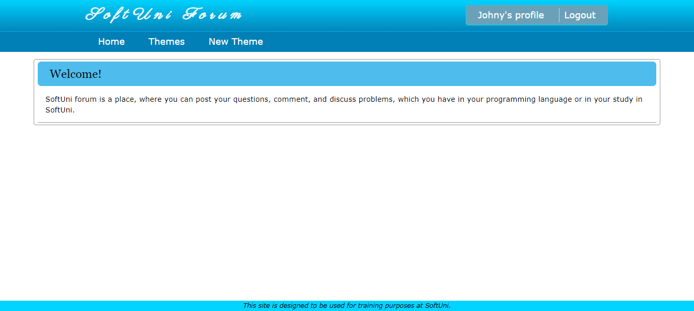 SoftUni Forum
Johny's profile
Logout
Home
Themes
New Theme
Welcome!
SoftUni forum is a place, where you can post your questions, comment, and discuss problems, which you have in your programming language or in your study in
SoftUni.
This site is designed to be used for training purposes at SoftUni.